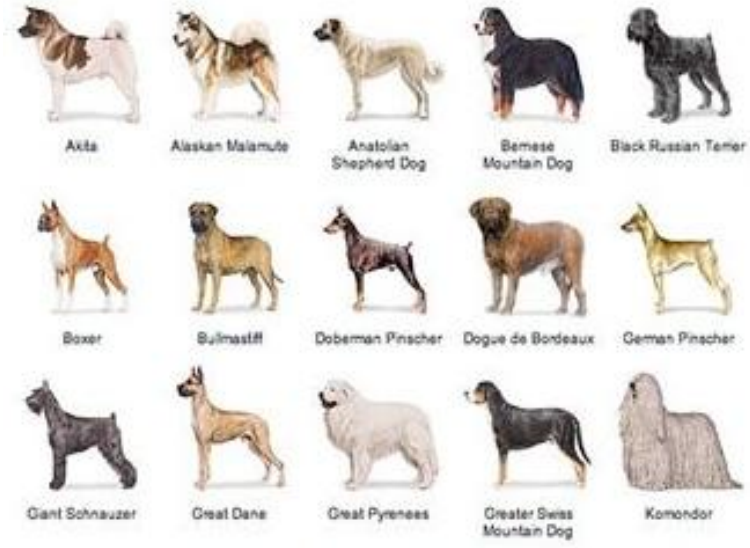 Akita
Alaskan Malamute
Anatolian
Shepherd Dog
Bernese
Mountain Dog
Black Russian Terrier
Boxer
Bullmastiff
Doberman Pinscher
Dogue de Bordeaux
German Pinscher
Giant Schnauzer
Great Dane
Great Pyrenees
Greater Swiss
Mountain Dog
Komondor